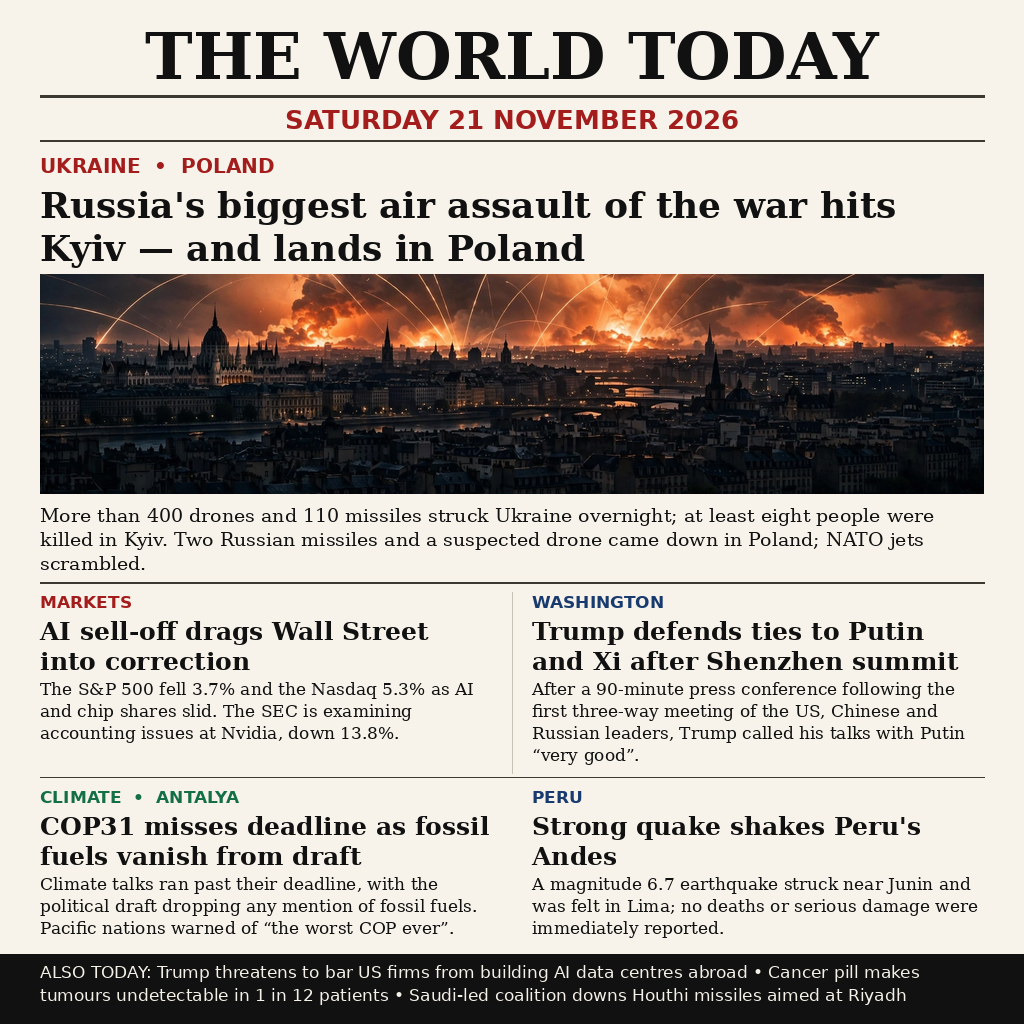 THE WORLD TODAY
SATURDAY 21 NOVEMBER 2026
UKRAINE • POLAND
Russia's biggest air assault of the war hits
Kyiv — and lands in Poland
More than 400 drones and 110 missiles struck Ukraine overnight; at least eight people were
killed in Kyiv. Two Russian missiles and a suspected drone came down in Poland; NATO jets
scrambled.
MARKETS
AI sell-off drags Wall Street
into correction
The S&P 500 fell 3.7% and the Nasdaq 5.3% as AI
and chip shares slid. The SEC is examining
accounting issues at Nvidia, down 13.8%.
WASHINGTON
Trump defends ties to Putin
and Xi after Shenzhen summit
After a 90-minute press conference following the
first three-way meeting of the US, Chinese and
Russian leaders, Trump called his talks with Putin
“very good”.
CLIMATE • ANTALYA
COP31 misses deadline as fossil
fuels vanish from draft
Climate talks ran past their deadline, with the
political draft dropping any mention of fossil fuels.
Pacific nations warned of “the worst COP ever”.
PERU
Strong quake shakes Peru's
Andes
A magnitude 6.7 earthquake struck near Junin and
was felt in Lima; no deaths or serious damage were
immediately reported.
ALSO TODAY: Trump threatens to bar US firms from building AI data centres abroad • Cancer pill makes
tumours undetectable in 1 in 12 patients • Saudi-led coalition downs Houthi missiles aimed at Riyadh